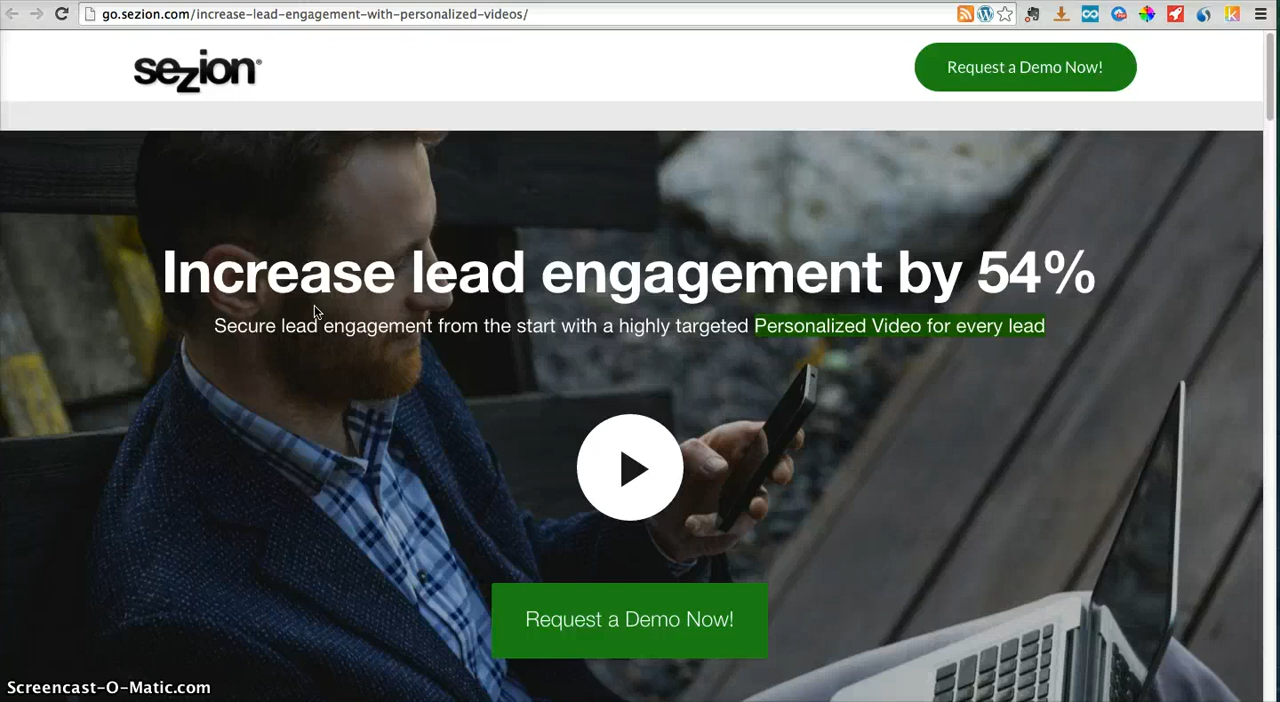 go.sezion.com/increase-lead-engagement-with-personalized-videos/
sezion®
Request a Demo Now!
Increase lead engagement by 54%
Secure lead engagement from the start with a highly targeted Personalized Video for every lead
Request a Demo Now!
Screencast-O-Matic.com